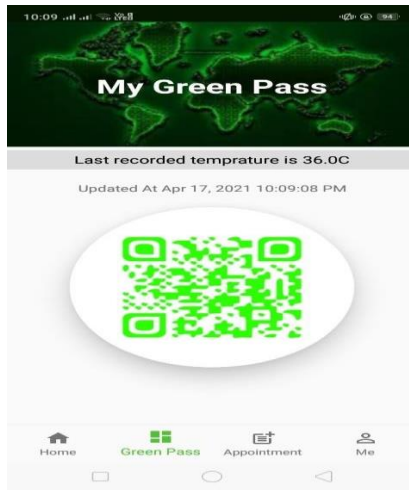 10:09
94
My Green Pass
Last recorded temprature is 36.0C
Updated At Apr 17, 2021 10:09:08 PM
Home Green Pass Appointment Me